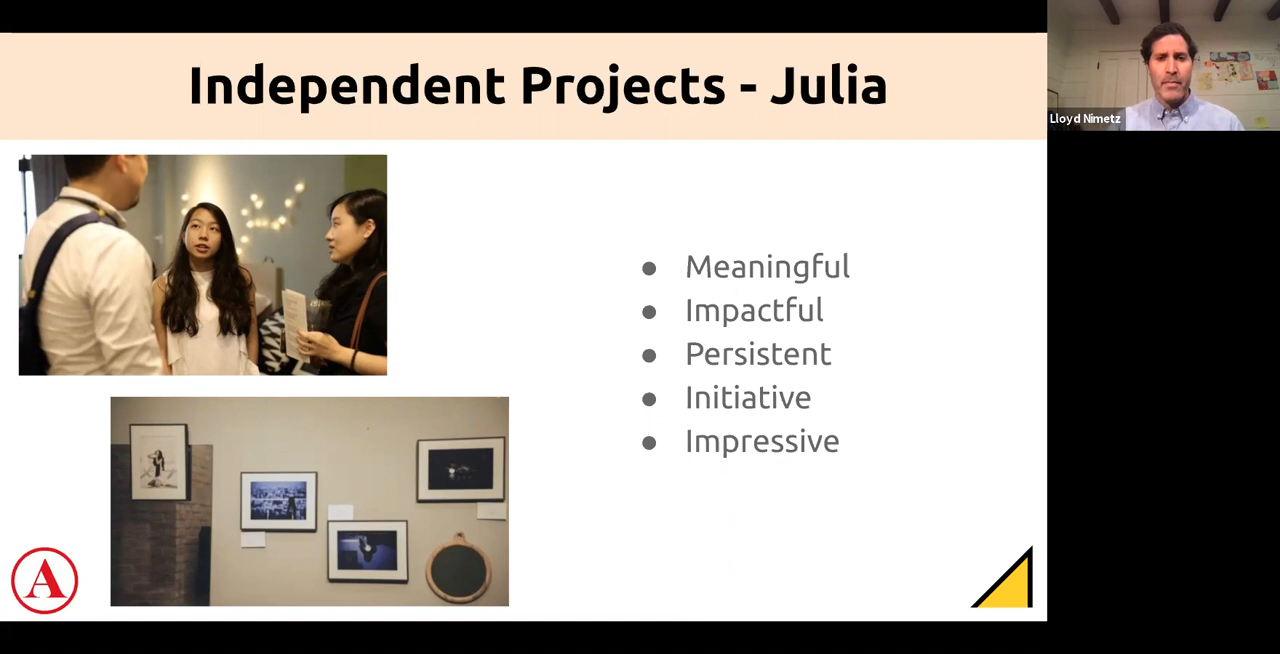 Independent Projects - Julia
Lloyd Nimetz
● Meaningful
● Impactful
● Persistent
● Initiative
● Impressive
A